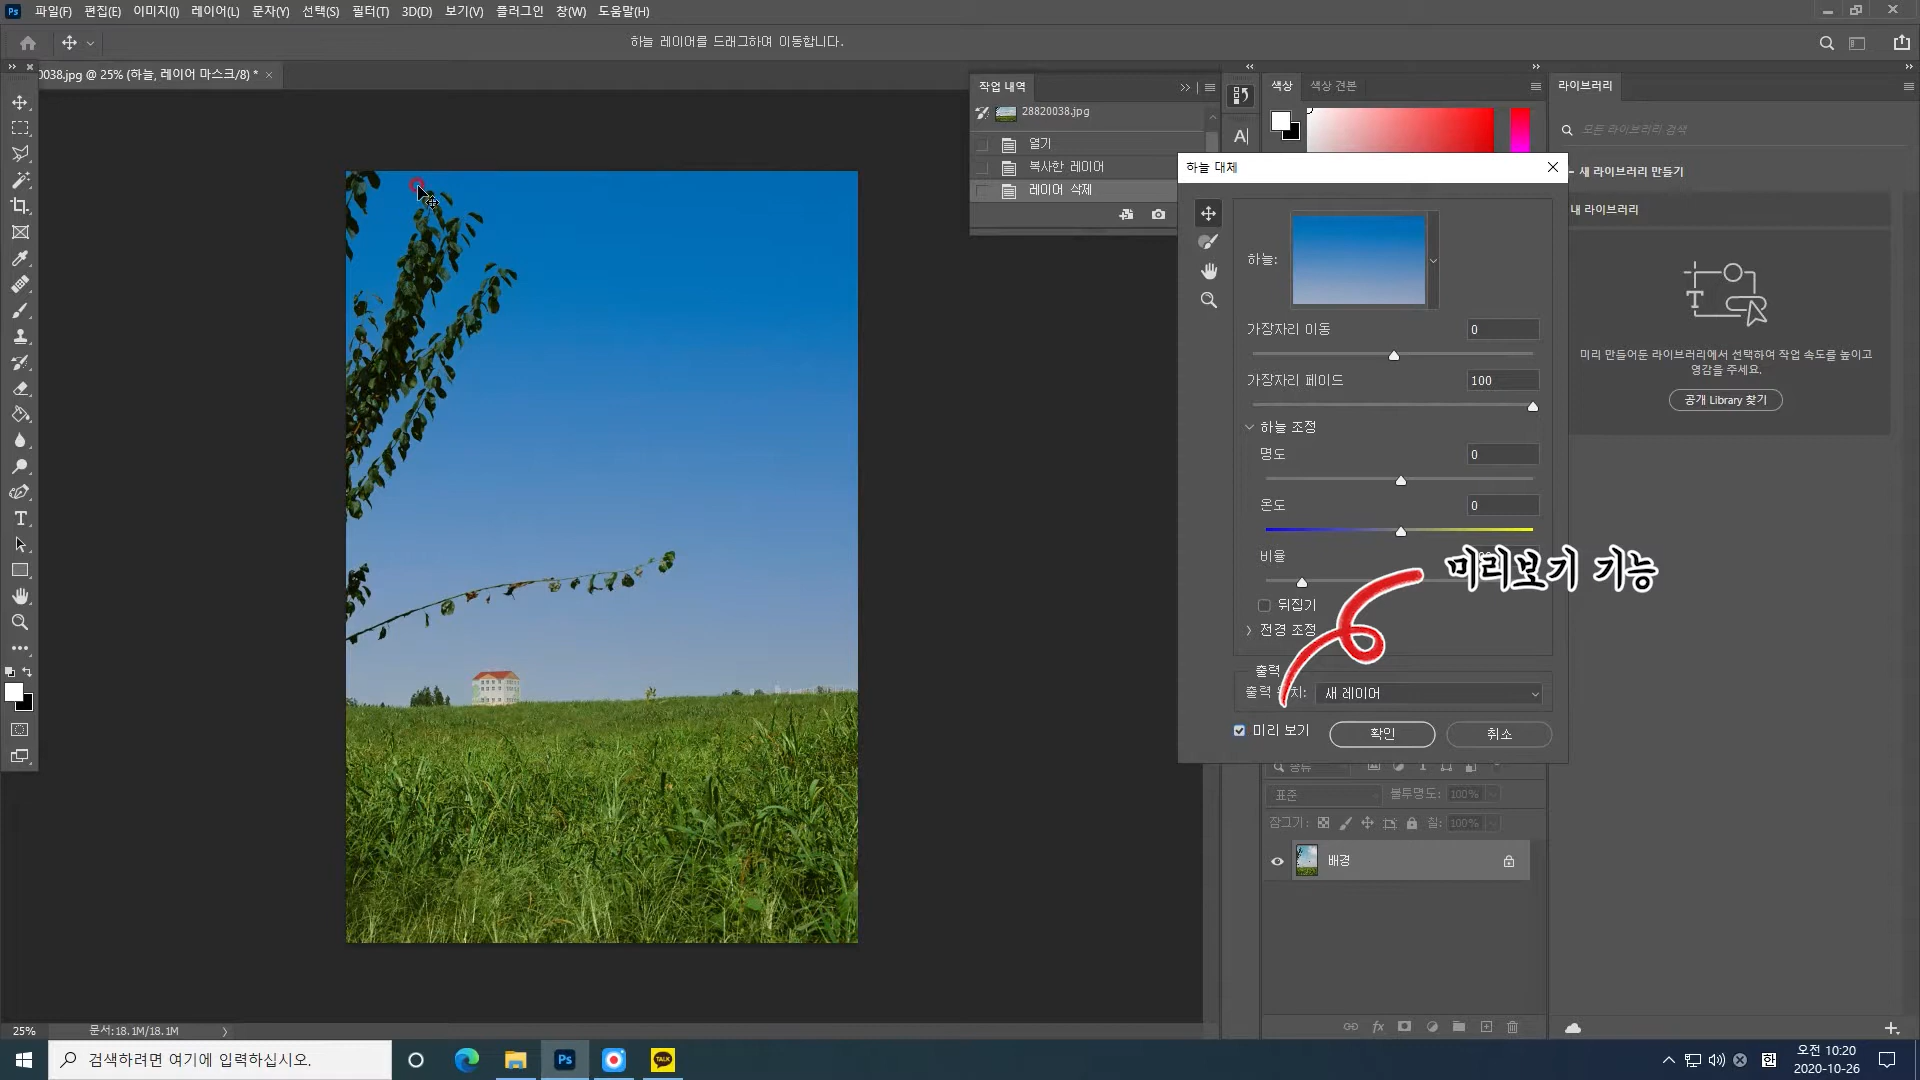 Ps 파일(F) 편집(E) 이미지(I) 레이어(L) 문자(Y) 선택(S) 필터(T) 3D(D) 보기(V) 플러그인 창(W) 도움말(H)
하늘 레이어를 드래그하여 이동합니다.
0038.jpg @ 25% (하늘, 레이어 마스크/8) *
작업 내역
28820038.jpg
열기
복사한 레이어
레이어 삭제
색상 색상 견본
라이브러리
모든 라이브러리 검색
새 라이브러리 만들기
내 라이브러리
미리 만들어둔 라이브러리에서 선택하여 작업 속도를 높이고
영감을 주세요.
공개 Library 찾기
하늘 대체
하늘:
가장자리 이동 0
가장자리 페이드 100
하늘 조정
명도 0
온도 0
비율
미리보기 기능
뒤집기
전경 조정
출력
출력 위치: 새 레이어
미리 보기 확인 취소
종류
표준 불투명도: 100%
잠그기: 칠: 100%
배경
fx
25% 문서:18.1M/18.1M
검색하려면 여기에 입력하십시오.
Ps
TALK
한
오전 10:20
2020-10-26